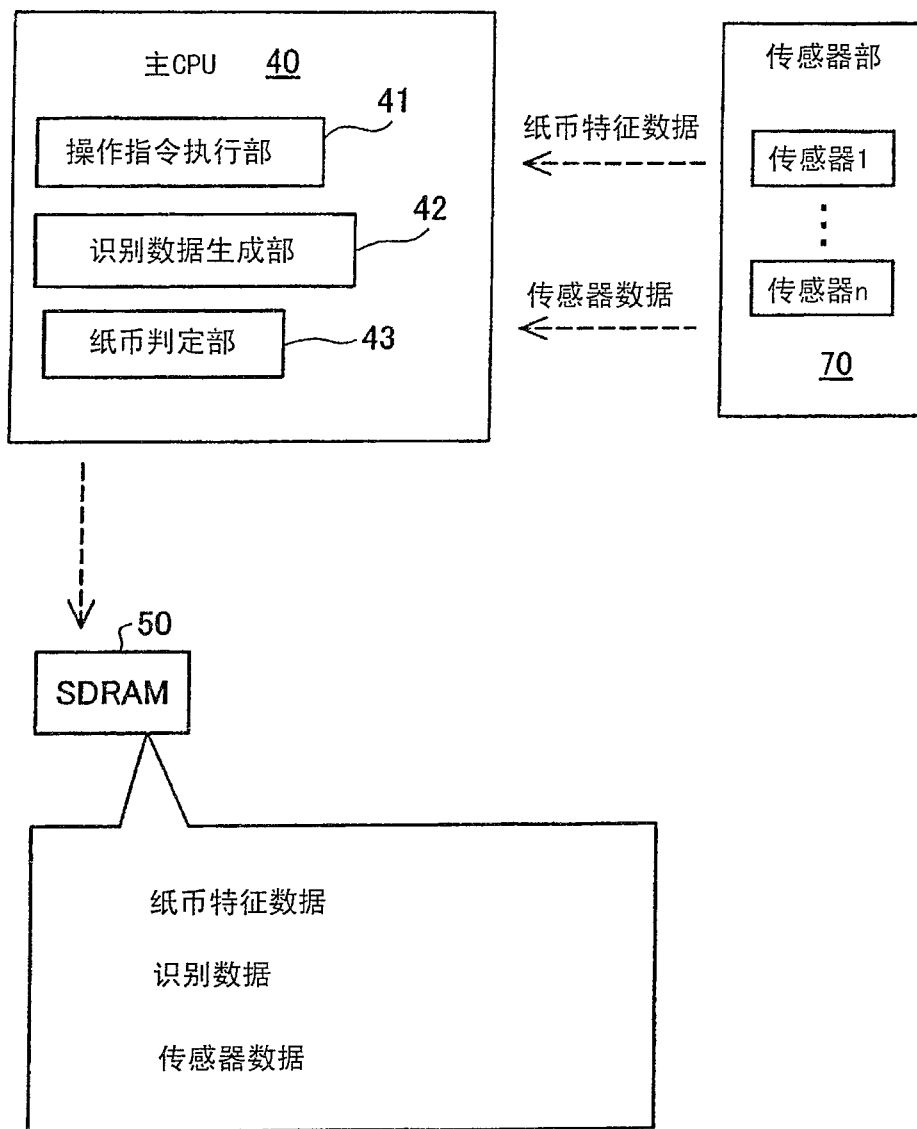 主CPU 40
41
操作指令执行部
42
识别数据生成部
纸币判定部
43
纸币特征数据
传感器数据
传感器部
传感器1
传感器n
70
50
SDRAM
纸币特征数据
识别数据
传感器数据